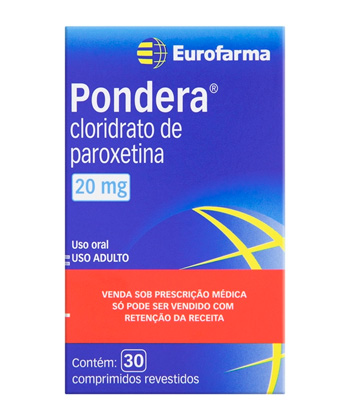 Eurofarma
Pondera®
cloridrato de
paroxetina
20 mg
Uso oral
USO ADULTO
VENDA SOB PRESCRIÇÃO MÉDICA
SÓ PODE SER VENDIDO COM
RETENÇÃO DA RECEITA
Contém: 30
comprimidos revestidos